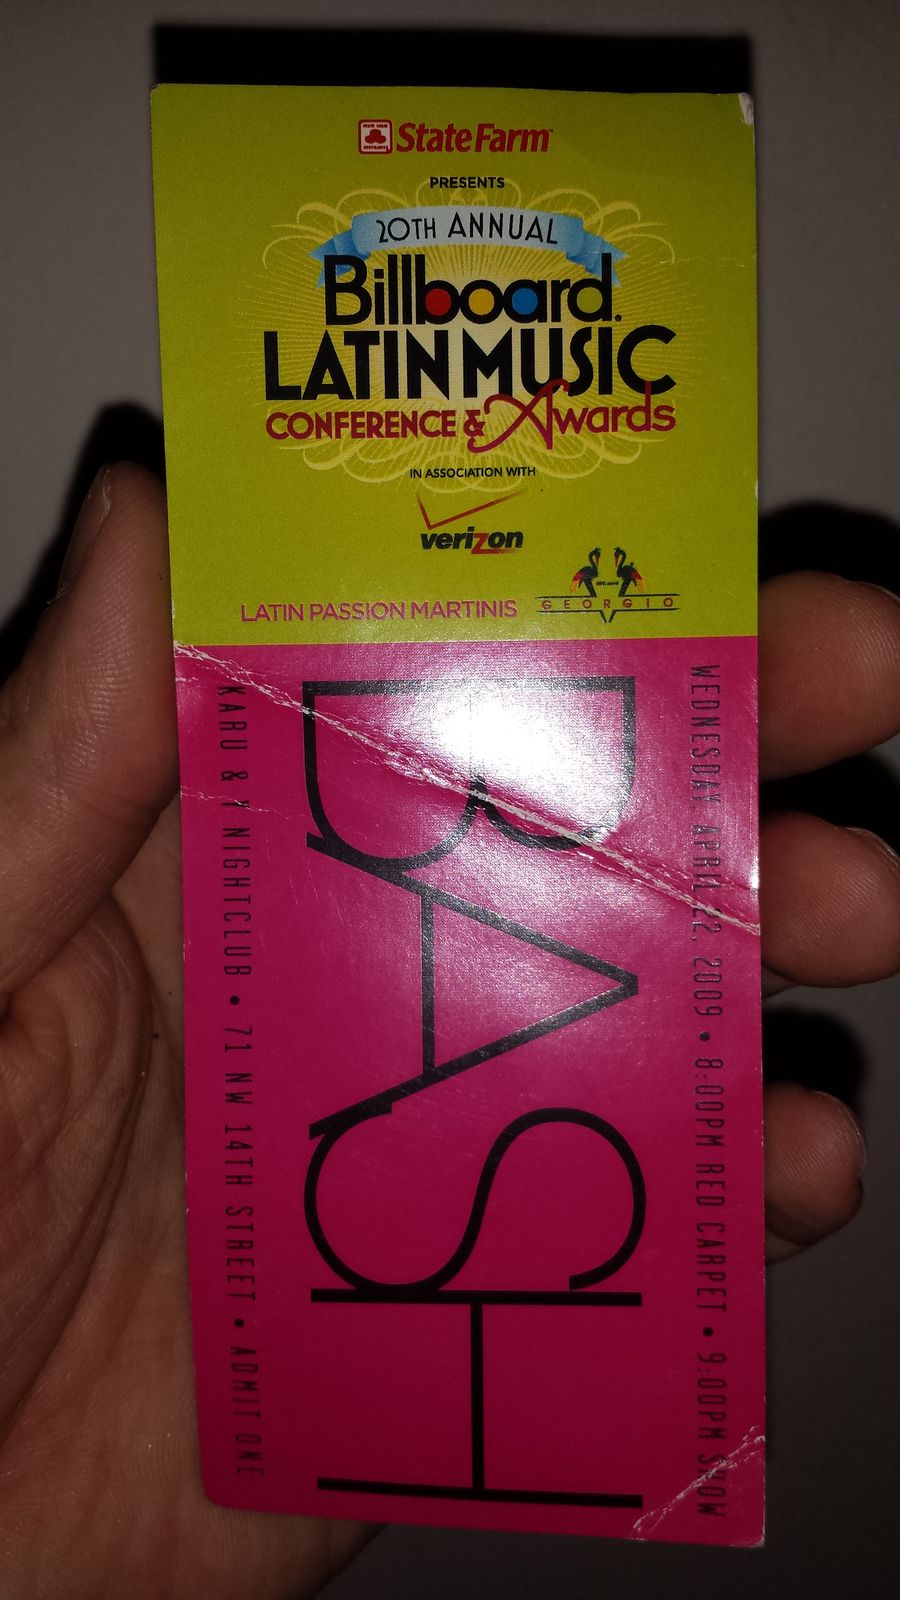 State Farm™
PRESENTS
20TH ANNUAL
Billboard.
LATIN MUSIC
CONFERENCE & Awards
IN ASSOCIATION WITH
verizon
LATIN PASSION MARTINIS
GEORGIO
BASH
WEDNESDAY APRIL 22, 2009 • 8:00PM RED CARPET • 9:00PM SHOW
KARU & Y NIGHTCLUB • 71 NW 14TH STREET • ADMIT ONE